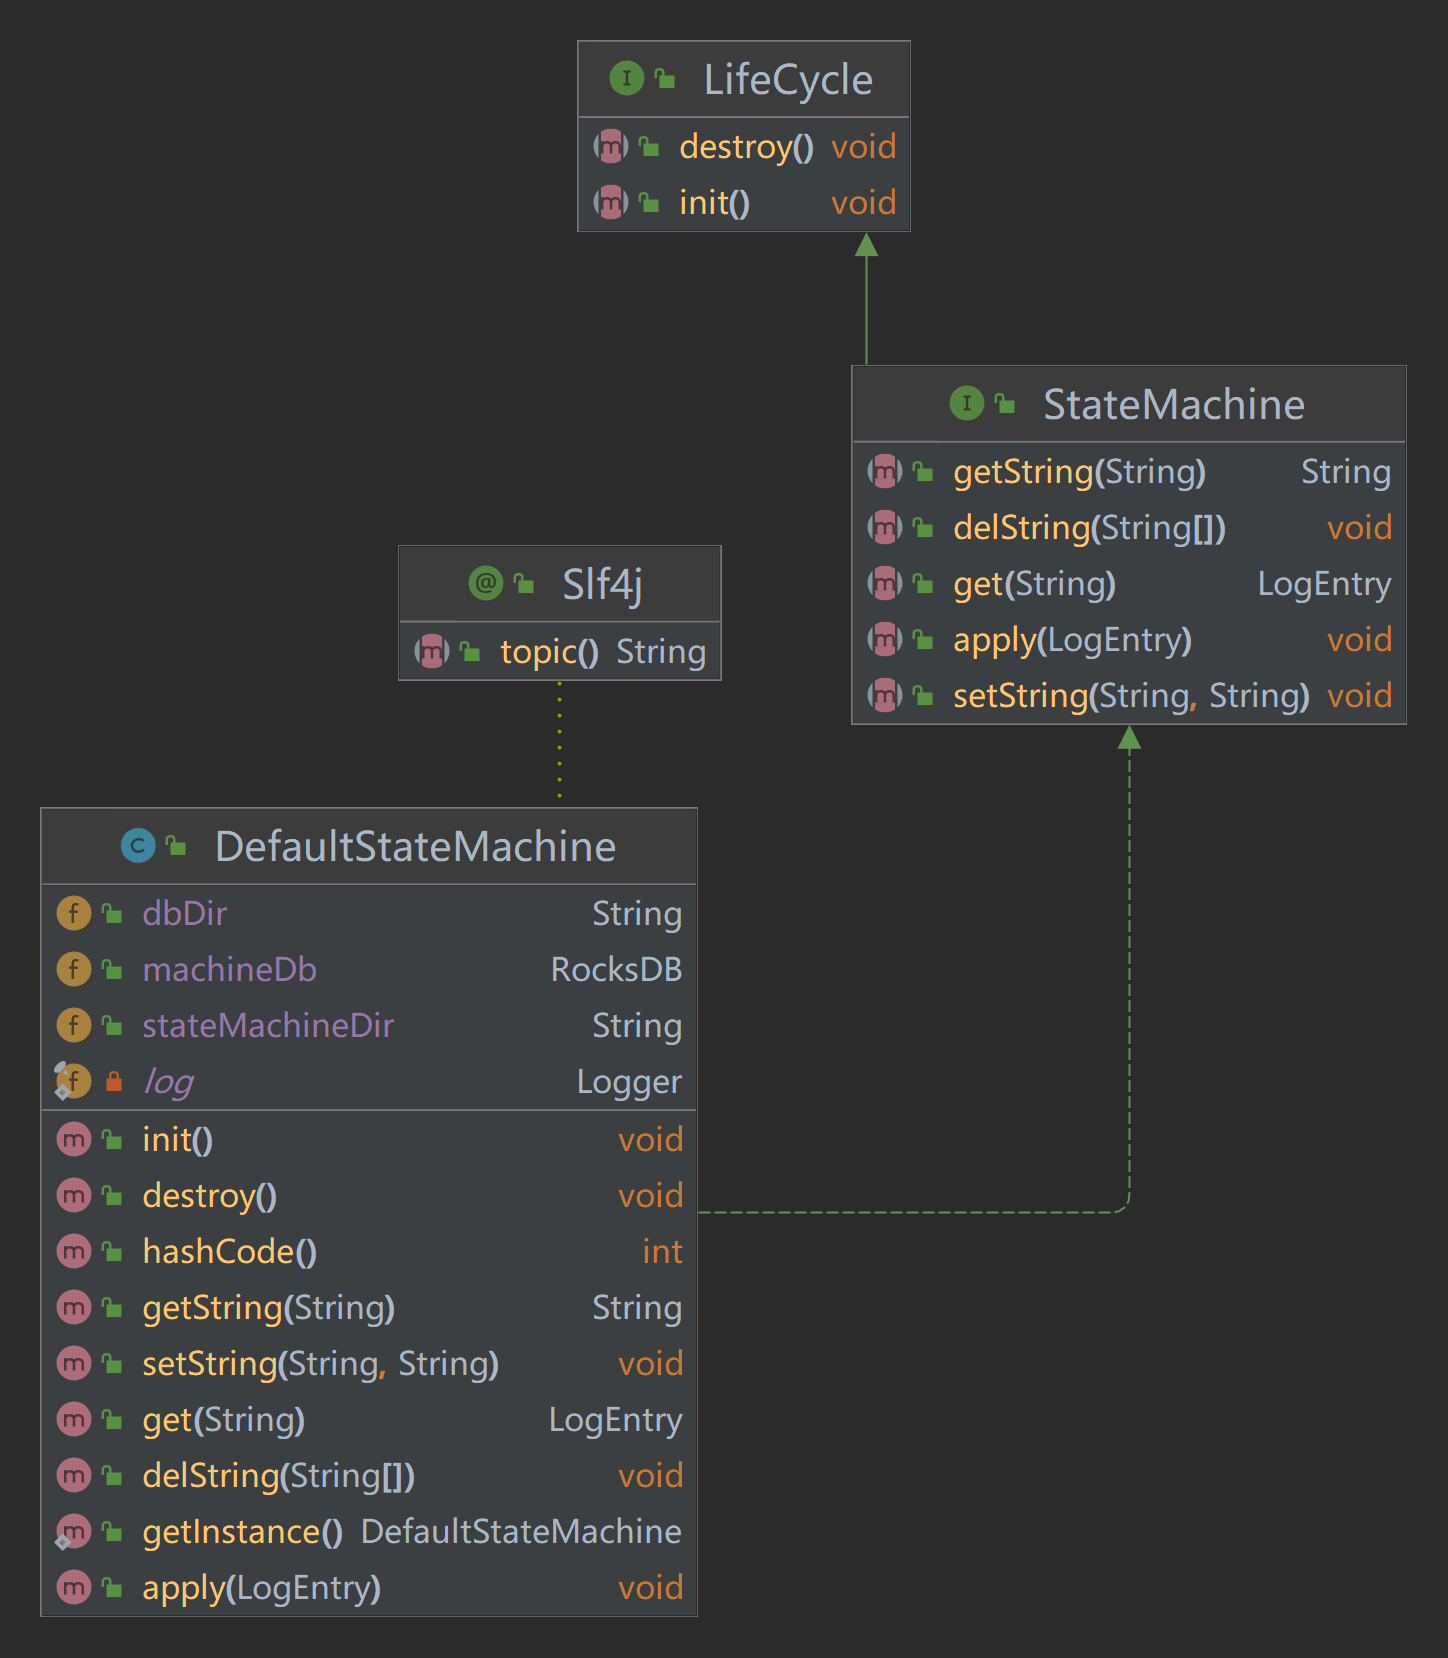 I LifeCycle
m destroy() void
m init() void
I StateMachine
m getString(String) String
m delString(String[]) void
m get(String) LogEntry
m apply(LogEntry) void
m setString(String, String) void
@ Slf4j
m topic() String
C DefaultStateMachine
f dbDir String
f machineDb RocksDB
f stateMachineDir String
f log Logger
m init() void
m destroy() void
m hashCode() int
m getString(String) String
m setString(String, String) void
m get(String) LogEntry
m delString(String[]) void
m getInstance() DefaultStateMachine
m apply(LogEntry) void